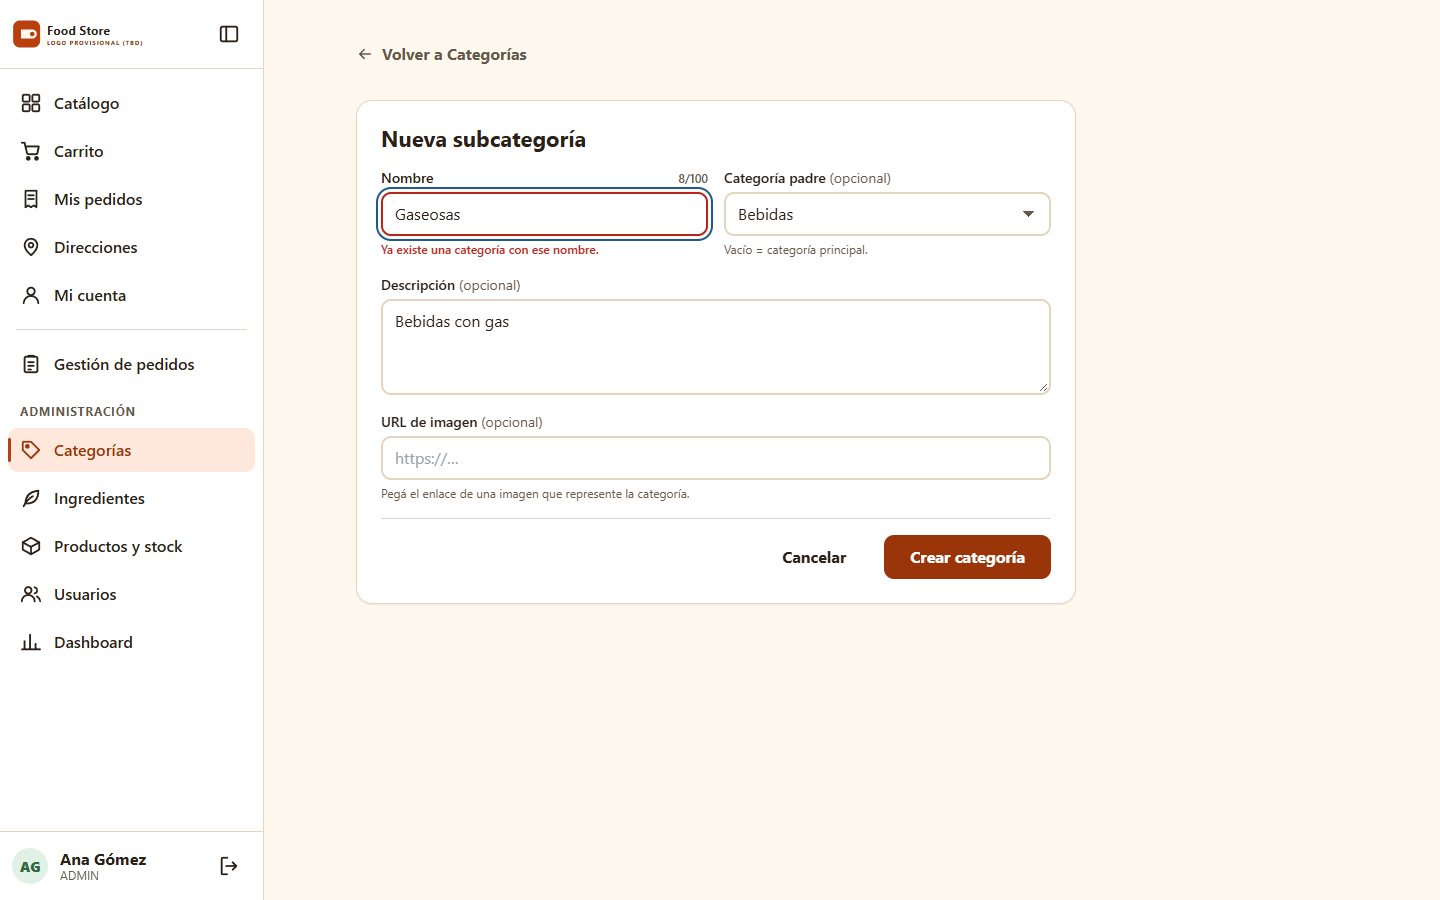 Food Store
LOGO PROVISIONAL (TBD)
Catálogo
Carrito
Mis pedidos
Direcciones
Mi cuenta
Gestión de pedidos
ADMINISTRACIÓN
Categorías
Ingredientes
Productos y stock
Usuarios
Dashboard
AG
Ana Gómez
ADMIN
Volver a Categorías
Nueva subcategoría
Nombre 8/100
Gaseosas
Ya existe una categoría con ese nombre.
Categoría padre (opcional)
Bebidas
Vacío = categoría principal.
Descripción (opcional)
Bebidas con gas
URL de imagen (opcional)
https://...
Pegá el enlace de una imagen que represente la categoría.
Cancelar
Crear categoría